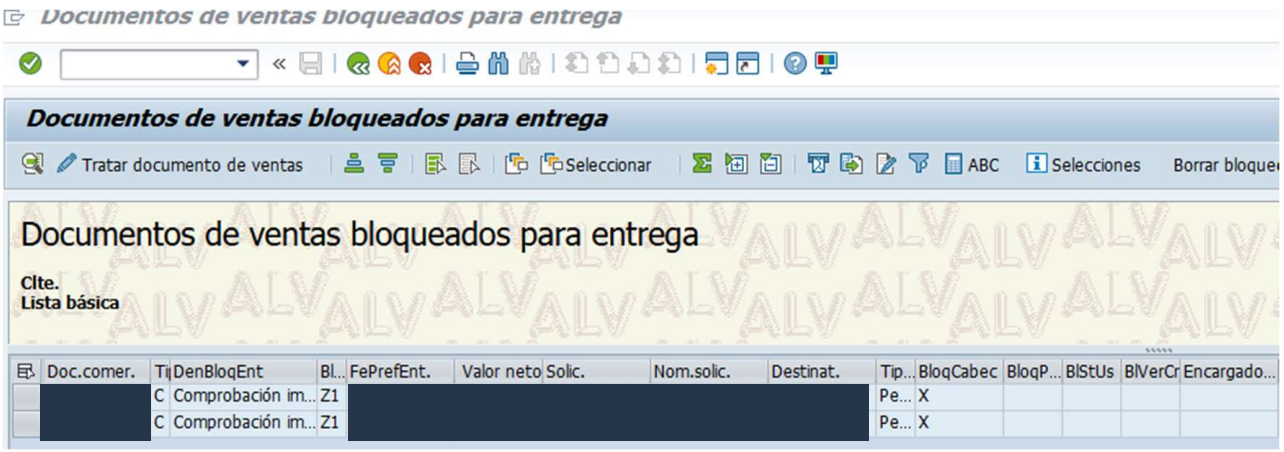 Documentos de ventas bloqueados para entrega
«
Documentos de ventas bloqueados para entrega
Tratar documento de ventas Seleccionar ABC Selecciones Borrar bloque
Documentos de ventas bloqueados para entrega
Clte.
Lista básica
Doc.comer. Ti DenBloqEnt Bl... FePrefEnt. Valor neto Solic. Nom.solic. Destinat. Tip... BloqCabec BloqP... BlStUs BlVerCr Encargado...
C Comprobación im... Z1 Pe... X
C Comprobación im... Z1 Pe... X